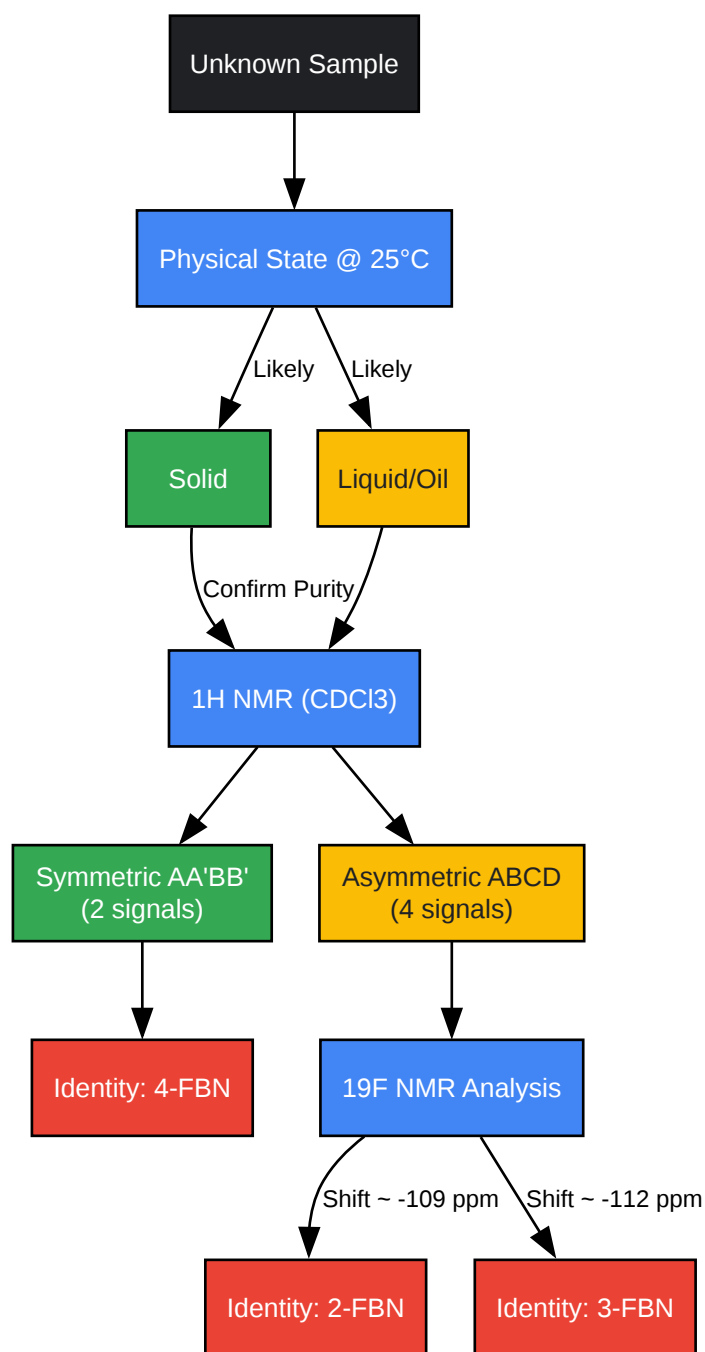 Unknown Sample
Physical State @ 25°C
Likely
Likely
Solid
Liquid/Oil
Confirm Purity
1H NMR (CDCl3)
Symmetric AA'BB'
(2 signals)
Asymmetric ABCD
(4 signals)
Identity: 4-FBN
19F NMR Analysis
Shift ~ -109 ppm
Shift ~ -112 ppm
Identity: 2-FBN
Identity: 3-FBN